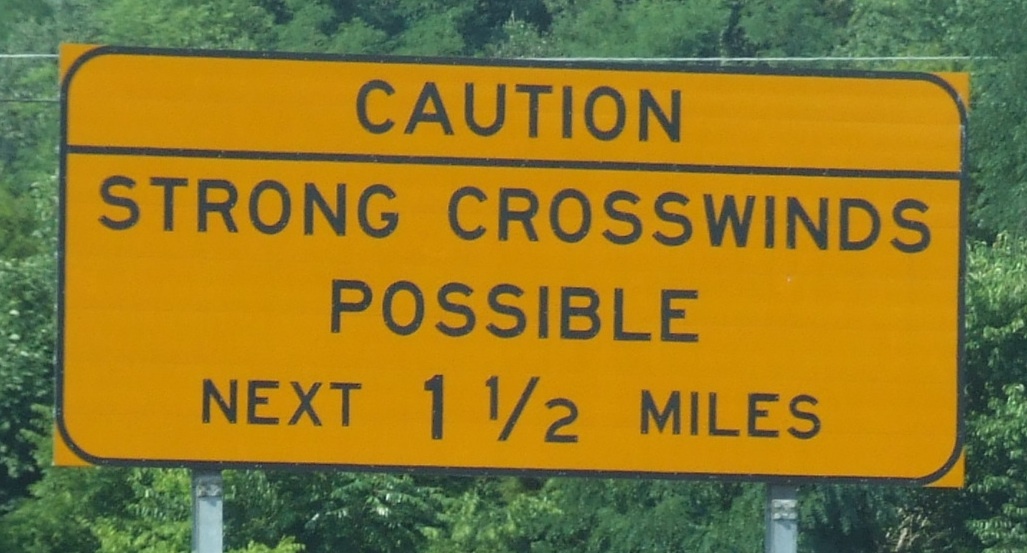 CAUTION
STRONG CROSSWINDS
POSSIBLE
NEXT 1 1/2 MILES